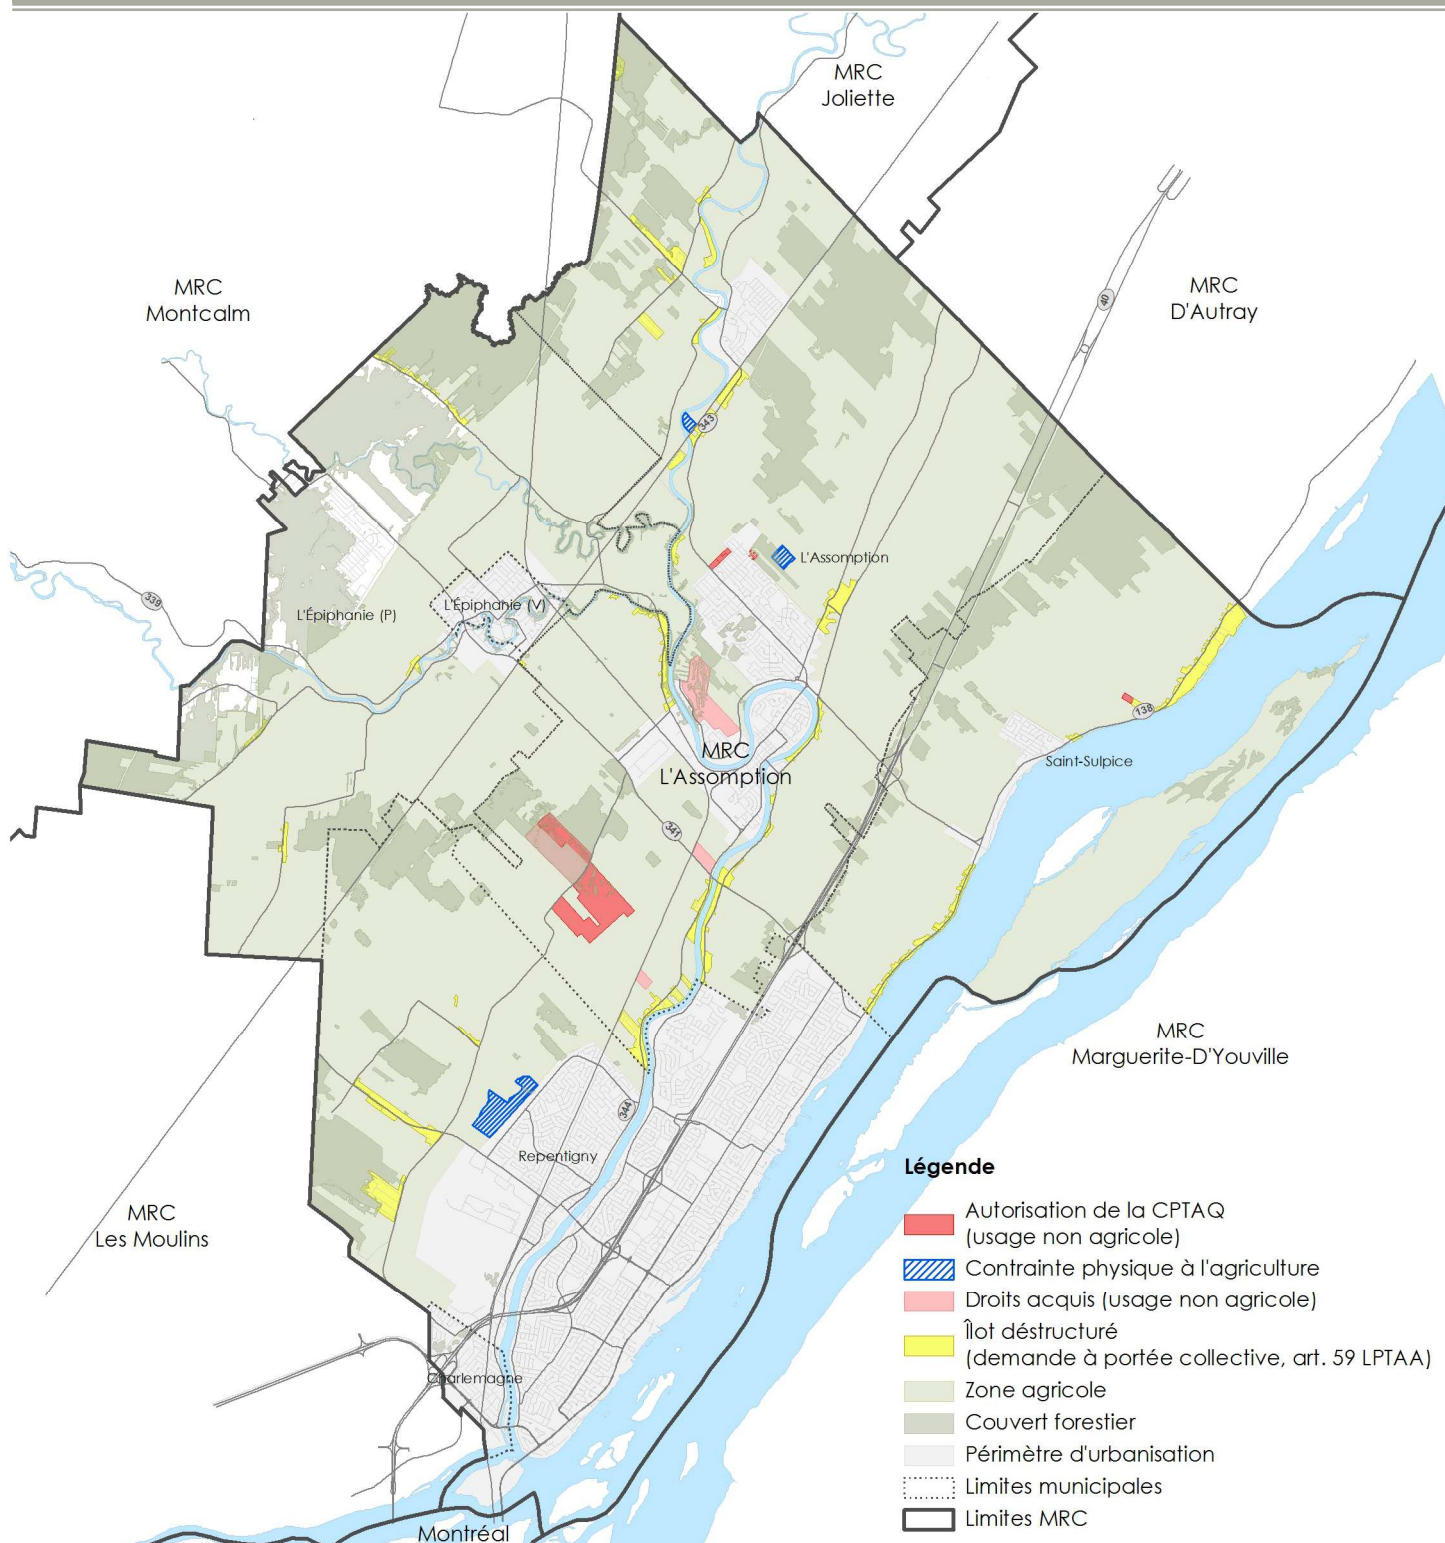 MRC
Joliette
MRC
Montcalm
MRC
D'Autray
40
343
L'Assomption
339
L'Épiphanie (P)
L'Épiphanie (V)
138
Saint-Sulpice
MRC
L'Assomption
341
MRC
Marguerite-D'Youville
344
Repentigny
MRC
Les Moulins
Charlemagne
Montréal
Légende
Autorisation de la CPTAQ
(usage non agricole)
Contrainte physique à l'agriculture
Droits acquis (usage non agricole)
Îlot déstructuré
(demande à portée collective, art. 59 LPTAA)
Zone agricole
Couvert forestier
Périmètre d'urbanisation
Limites municipales
Limites MRC